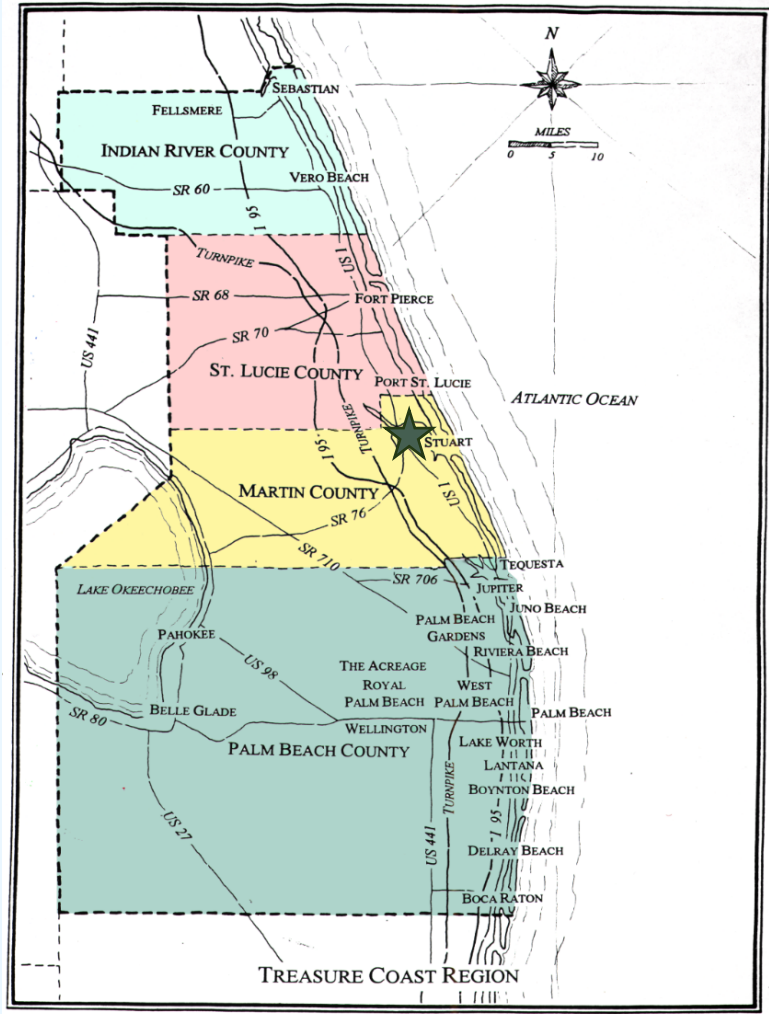 N
SEBASTIAN
FELLSMERE
MILES
0 5 10
INDIAN RIVER COUNTY
VERO BEACH
SR 60
I 95
TURNPIKE
US 1
SR 68
FORT PIERCE
US 441
SR 70
ST. LUCIE COUNTY
PORT ST. LUCIE
ATLANTIC OCEAN
TURNPIKE
I 95
STUART
MARTIN COUNTY
US 1
SR 76
SR 710
TEQUESTA
SR 706
LAKE OKEECHOBEE
JUPITER
JUNO BEACH
PALM BEACH
GARDENS
PAHOKEE
RIVIERA BEACH
US 98
THE ACREAGE
ROYAL
PALM BEACH
WEST
PALM BEACH
BELLE GLADE
PALM BEACH
SR 80
WELLINGTON
PALM BEACH COUNTY
LAKE WORTH
LANTANA
TURNPIKE
BOYNTON BEACH
I 95
US 27
US 441
DELRAY BEACH
BOCA RATON
TREASURE COAST REGION